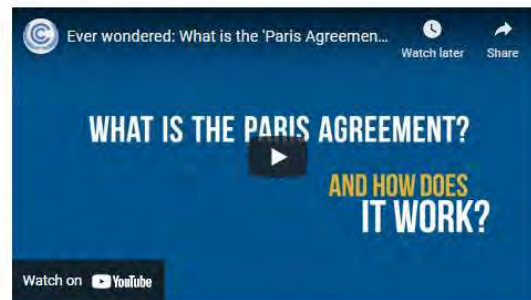 Ever wondered: What is the 'Paris Agreemen...
Watch later
Share
WHAT IS THE PARIS AGREEMENT?
AND HOW DOES
IT WORK?
Watch on YouTube